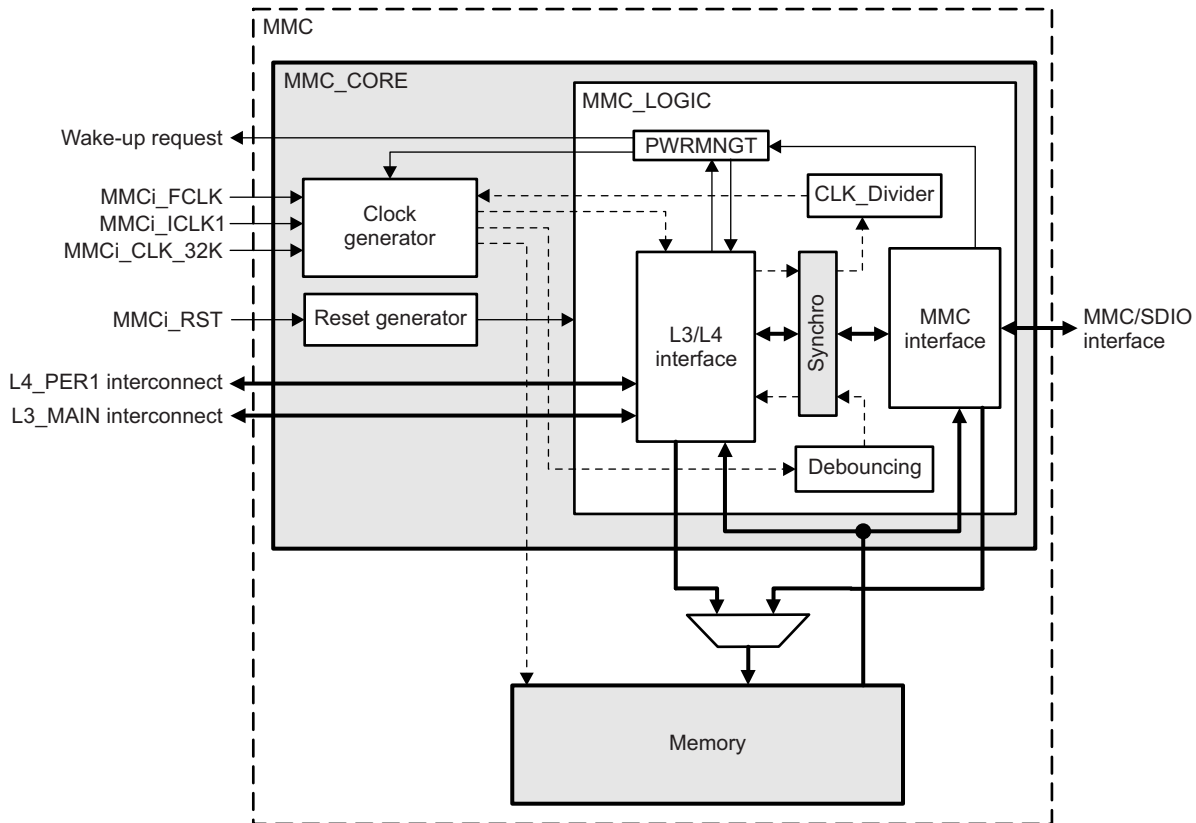 MMC
MMC_CORE
MMC_LOGIC
Wake-up request
PWRMNGT
MMCi_FCLK
MMCi_ICLK1
MMCi_CLK_32K
Clock
generator
CLK_Divider
MMCi_RST
Reset generator
L3/L4
interface
Synchro
MMC
interface
MMC/SDIO
interface
L4_PER1 interconnect
L3_MAIN interconnect
Debouncing
Memory